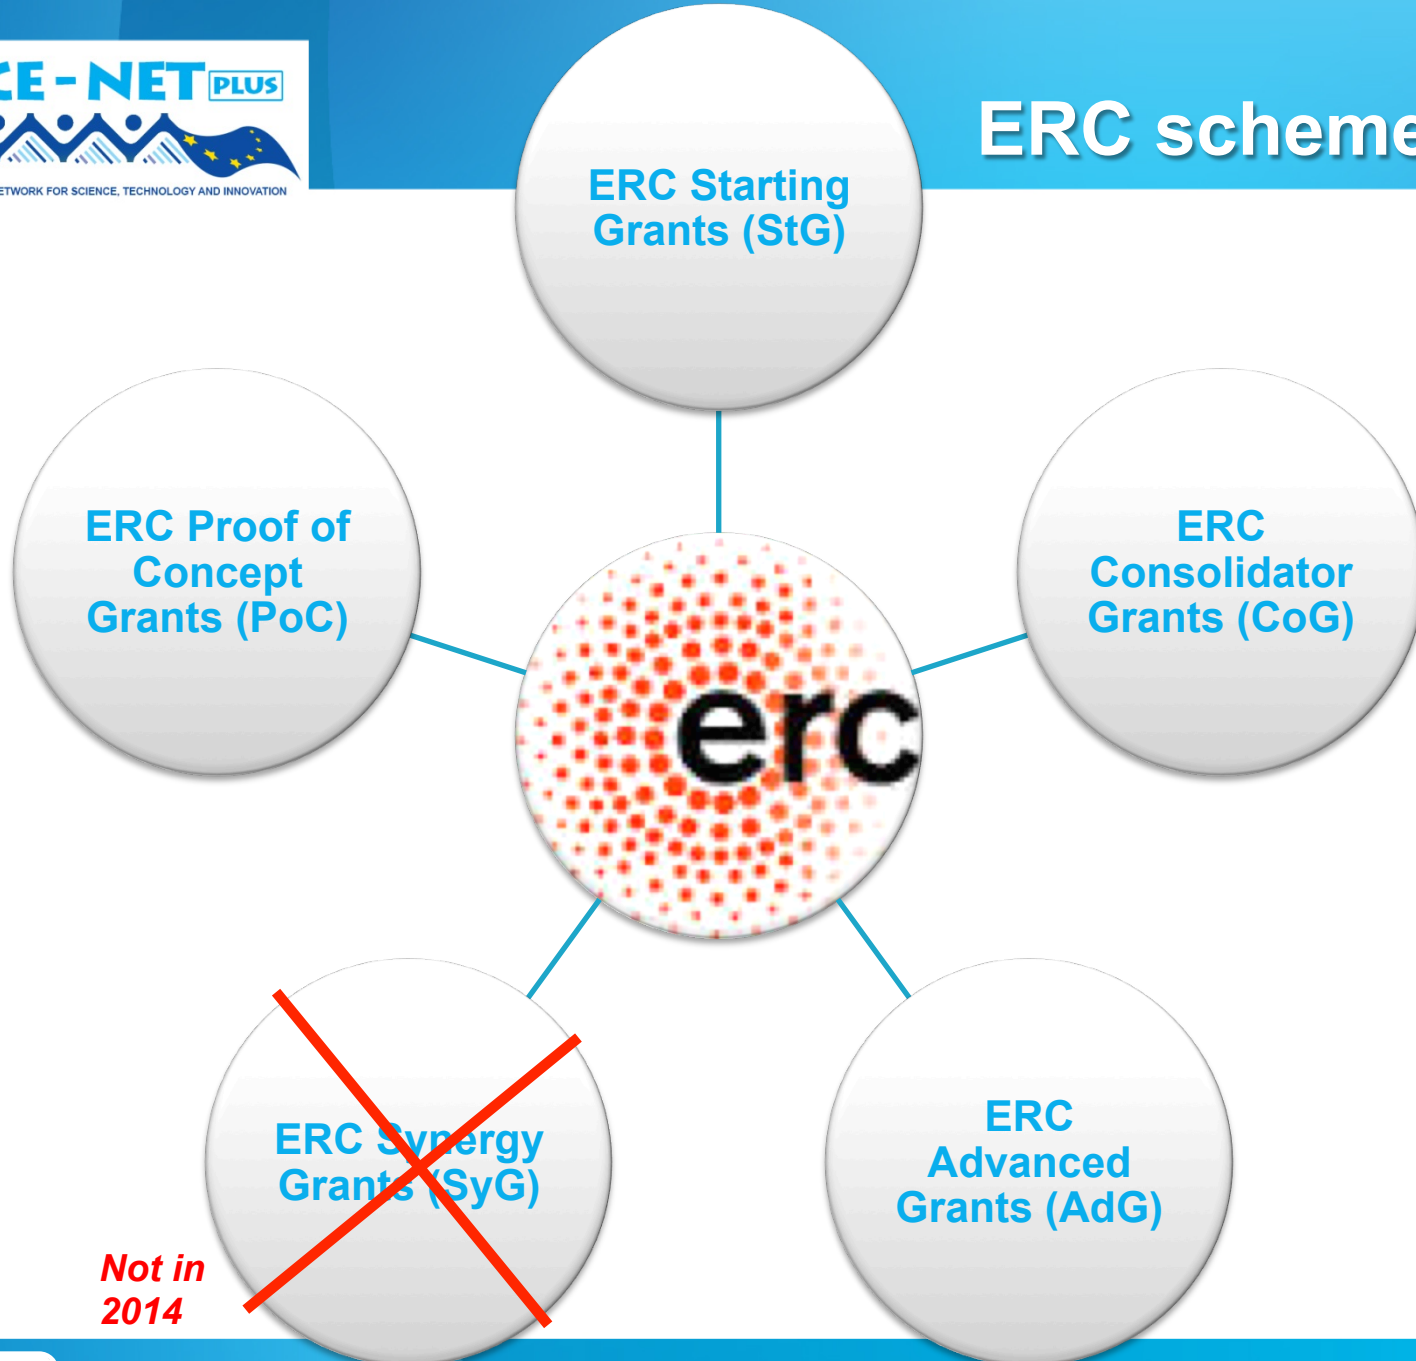 CE - NET PLUS
ETWORK FOR SCIENCE, TECHNOLOGY AND INNOVATION
ERC scheme
ERC Starting
Grants (StG)
ERC Proof of
Concept
Grants (PoC)
ERC
Consolidator
Grants (CoG)
erc
ERC Synergy
Grants (SyG)
ERC
Advanced
Grants (AdG)
Not in
2014